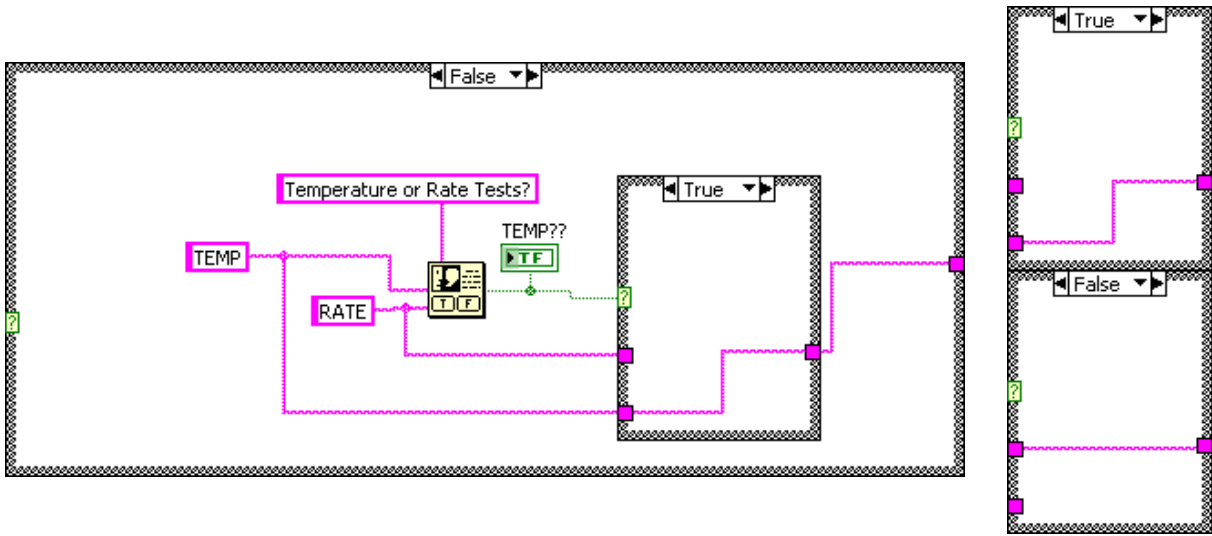 True
False
Temperature or Rate Tests?
True
TEMP??
TEMP
TF
RATE
T F
?
?
?
False
?